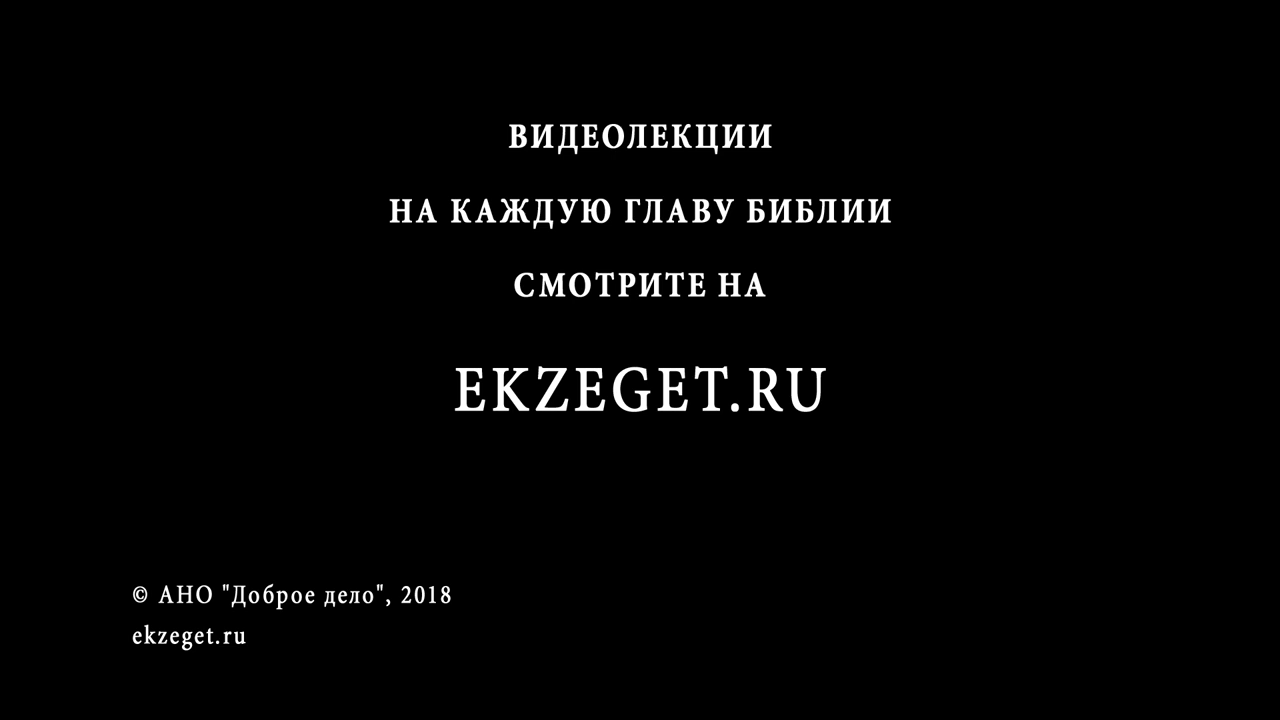 ВИДЕОЛЕКЦИИ
НА КАЖДУЮ ГЛАВУ БИБЛИИ
СМОТРИТЕ НА
EKZEGET.RU
© АНО "Доброе дело", 2018
ekzeget.ru